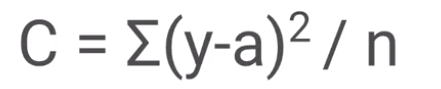 C = Σ(y-a)² / n